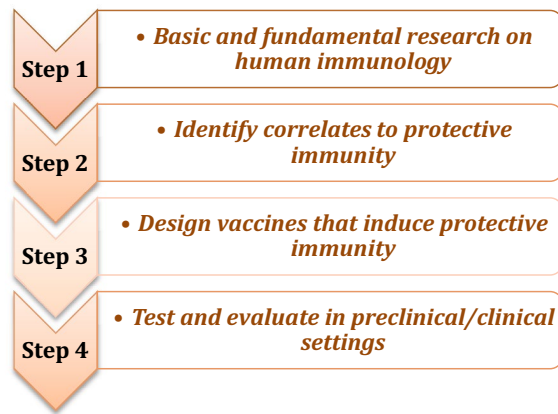 Step 1
• Basic and fundamental research on
human immunology
Step 2
• Identify correlates to protective
immunity
Step 3
• Design vaccines that induce protective
immunity
Step 4
• Test and evaluate in preclinical/clinical
settings